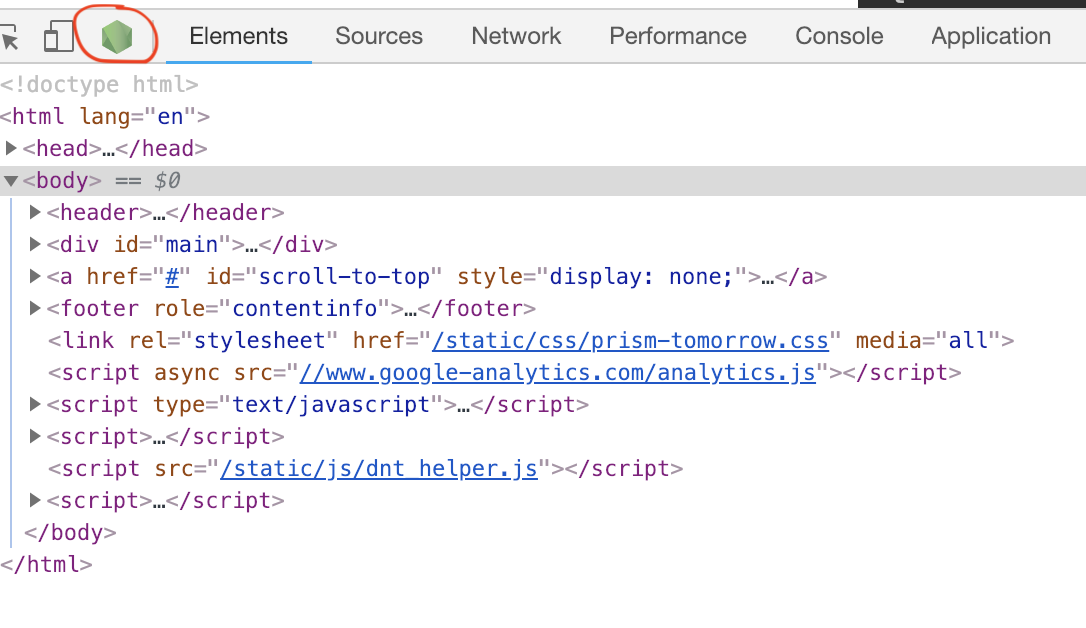 Elements Sources Network Performance Console Application
<!doctype html>
<html lang="en">
<head>…</head>
<body> == $0
<header>…</header>
<div id="main">…</div>
<a href="#" id="scroll-to-top" style="display: none;">…</a>
<footer role="contentinfo">…</footer>
<link rel="stylesheet" href="/static/css/prism-tomorrow.css" media="all">
<script async src="//www.google-analytics.com/analytics.js"></script>
<script type="text/javascript">…</script>
<script>…</script>
<script src="/static/js/dnt_helper.js"></script>
<script>…</script>
</body>
</html>